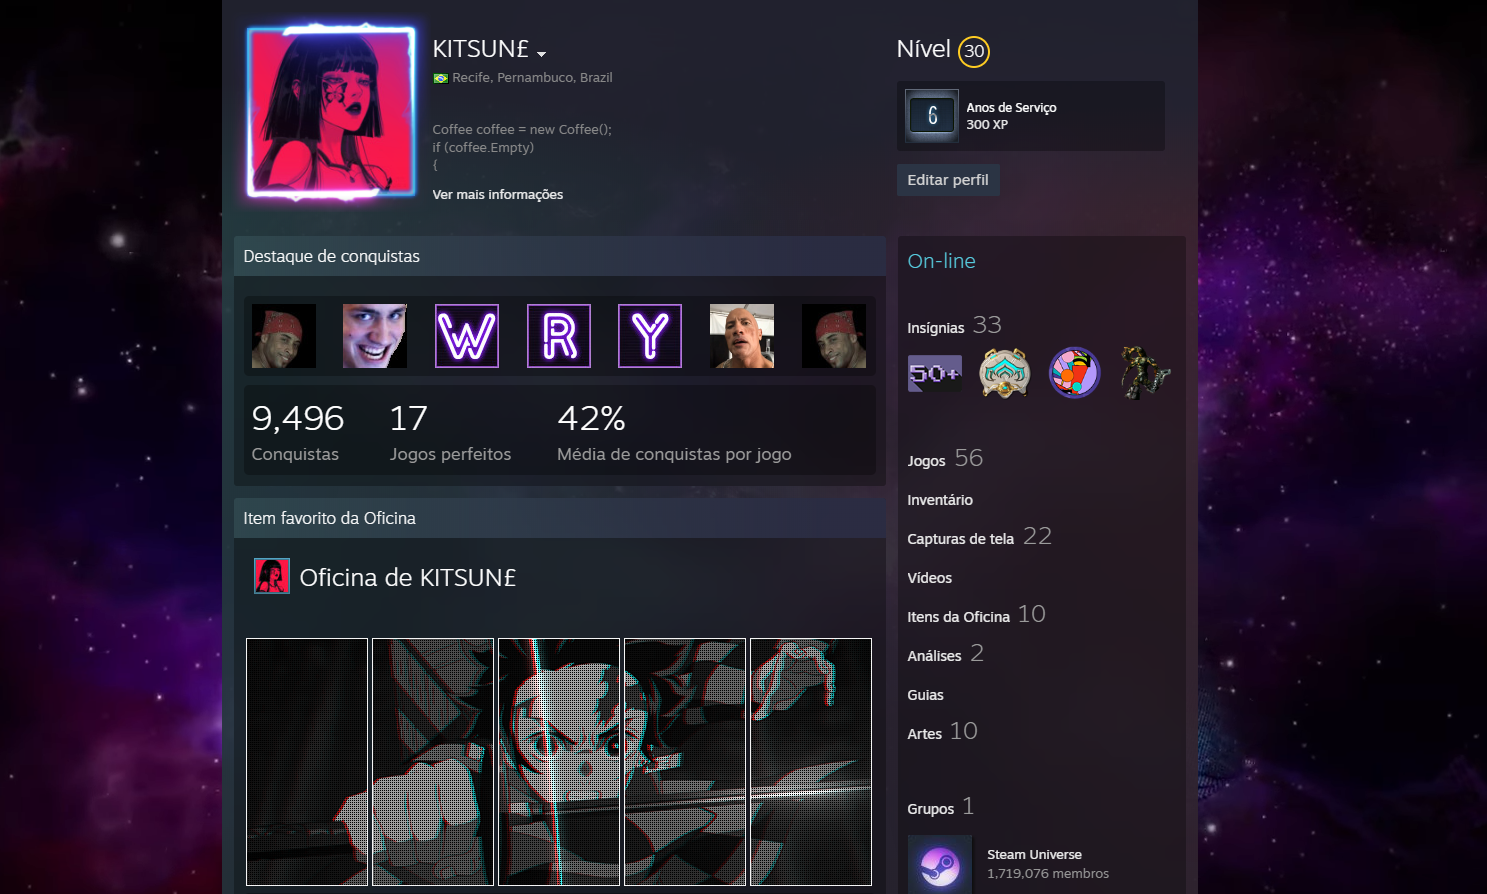 KITSUN£
Recife, Pernambuco, Brazil
Coffee coffee = new Coffee();
if (coffee.Empty)
{
Ver mais informações
Nível 30
6
Anos de Serviço
300 XP
Editar perfil
Destaque de conquistas
W R Y
9,496
Conquistas
17
Jogos perfeitos
42%
Média de conquistas por jogo
Item favorito da Oficina
Oficina de KITSUN£
On-line
Insígnias 33
50+
Jogos 56
Inventário
Capturas de tela 22
Vídeos
Itens da Oficina 10
Análises 2
Guias
Artes 10
Grupos 1
Steam Universe
1,719,076 membros